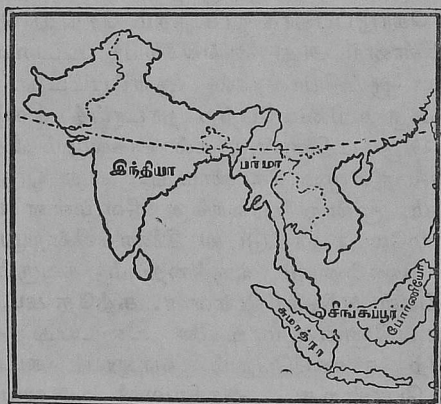 இந்தியா
பர்மா
சிங்கப்பூர்
சுமாத்ரா
போர்னியோ